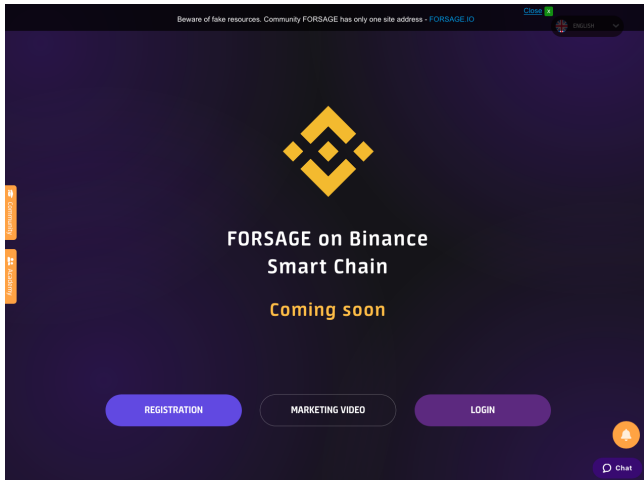 Close x
Beware of fake resources. Community FORSAGE has only one site address - FORSAGE.IO
ENGLISH
Community
Academy
FORSAGE on Binance
Smart Chain
Coming soon
REGISTRATION
MARKETING VIDEO
LOGIN
Chat